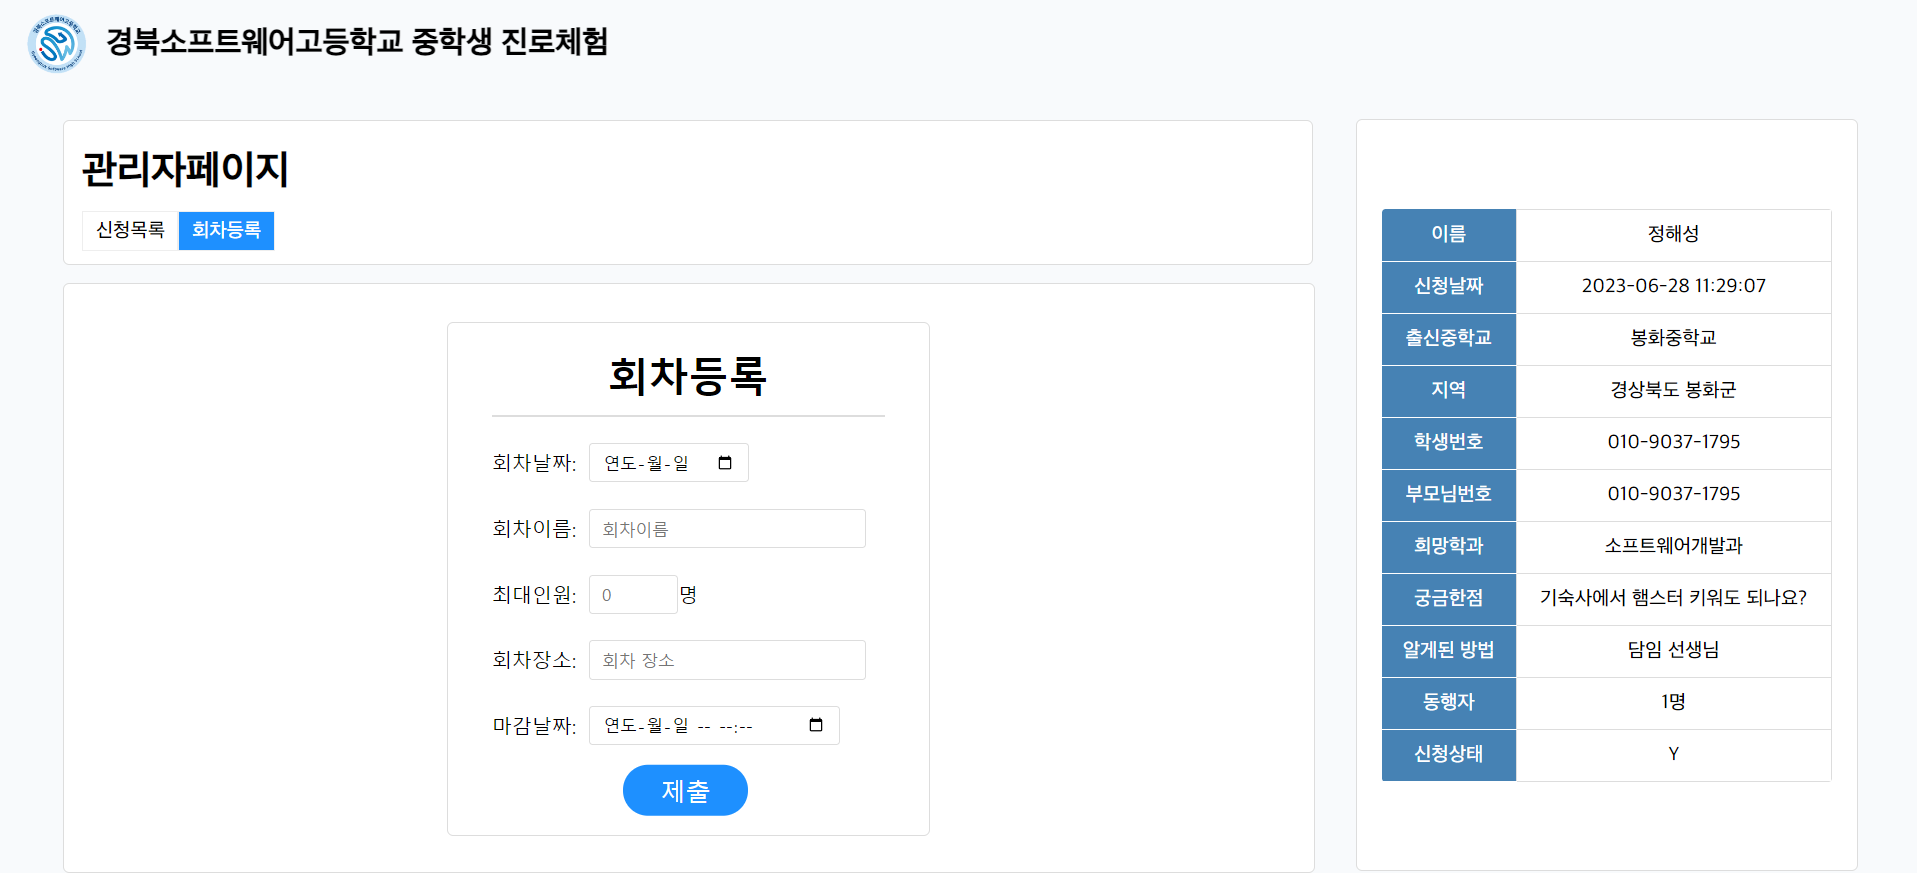 경북소프트웨어고등학교 중학생 진로체험
관리자페이지
신청목록 회차등록
회차등록
회차날짜: 연도-월-일
회차이름: 회차이름
최대인원: 0 명
회차장소: 회차 장소
마감날짜: 연도-월-일 -- --:--
제출
이름 정해성
신청날짜 2023-06-28 11:29:07
출신중학교 봉화중학교
지역 경상북도 봉화군
학생번호 010-9037-1795
부모님번호 010-9037-1795
희망학과 소프트웨어개발과
궁금한점 기숙사에서 햄스터 키워도 되나요?
알게된 방법 담임 선생님
동행자 1명
신청상태 Y